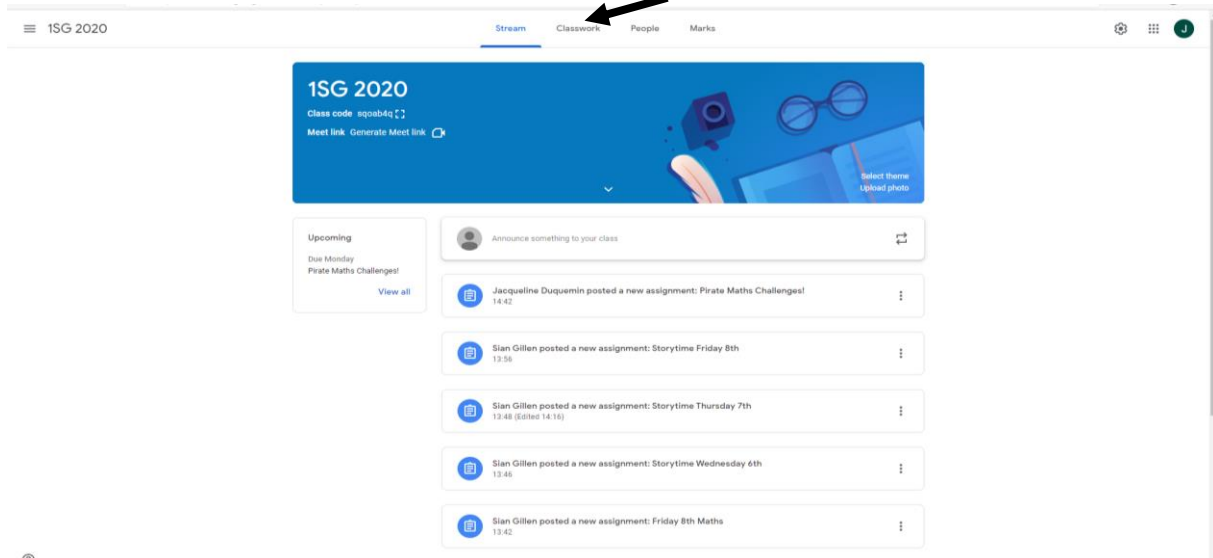 1SG 2020
Stream Classwork People Marks
J
1SG 2020
Class code sqoab4q
Meet link Generate Meet link
Select theme
Upload photo
Upcoming
Due Monday
Pirate Maths Challenges!
View all
Announce something to your class
Jacqueline Duquemin posted a new assignment: Pirate Maths Challenges!
14:42
Sian Gillen posted a new assignment: Storytime Friday 8th
13:56
Sian Gillen posted a new assignment: Storytime Thursday 7th
13:48 (Edited 14:16)
Sian Gillen posted a new assignment: Storytime Wednesday 6th
13:46
Sian Gillen posted a new assignment: Friday 8th Maths
13:42